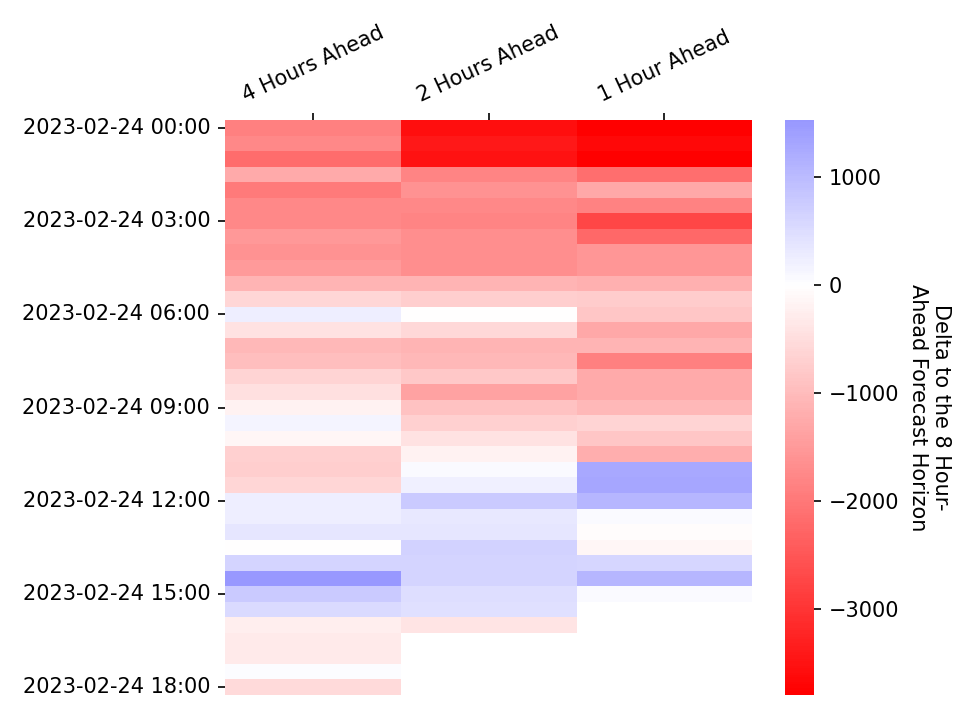 4 Hours Ahead
2 Hours Ahead
1 Hour Ahead
2023-02-24 00:00
2023-02-24 03:00
2023-02-24 06:00
2023-02-24 09:00
2023-02-24 12:00
2023-02-24 15:00
2023-02-24 18:00
1000
0
−1000
−2000
−3000
Delta to the 8 Hour-
Ahead Forecast Horizon